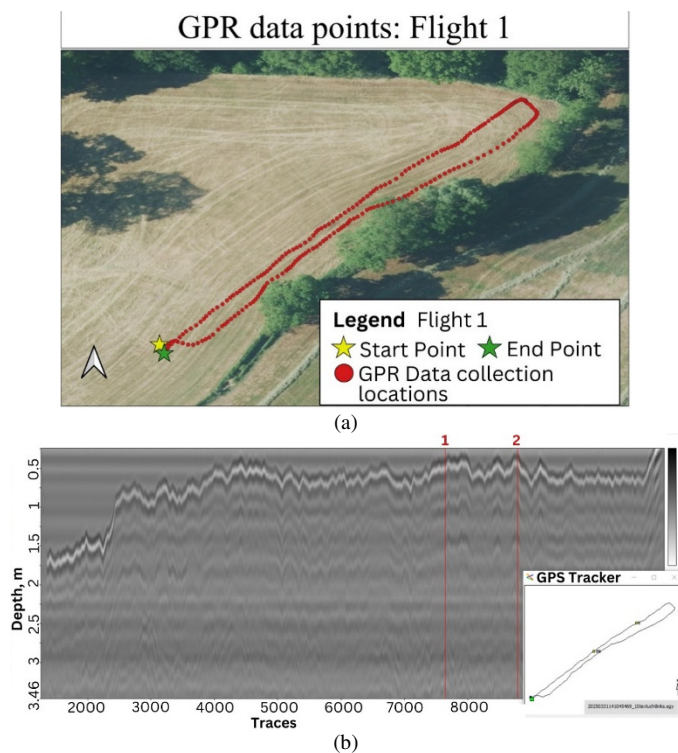 GPR data points: Flight 1
Legend Flight 1
Start Point End Point
GPR Data collection
locations
(a)
1 2
Depth, m
0.5
1
1.5
2
2.5
3
3.46
GPS Tracker
2000 3000 4000 5000 6000 7000 8000
Traces
(b)